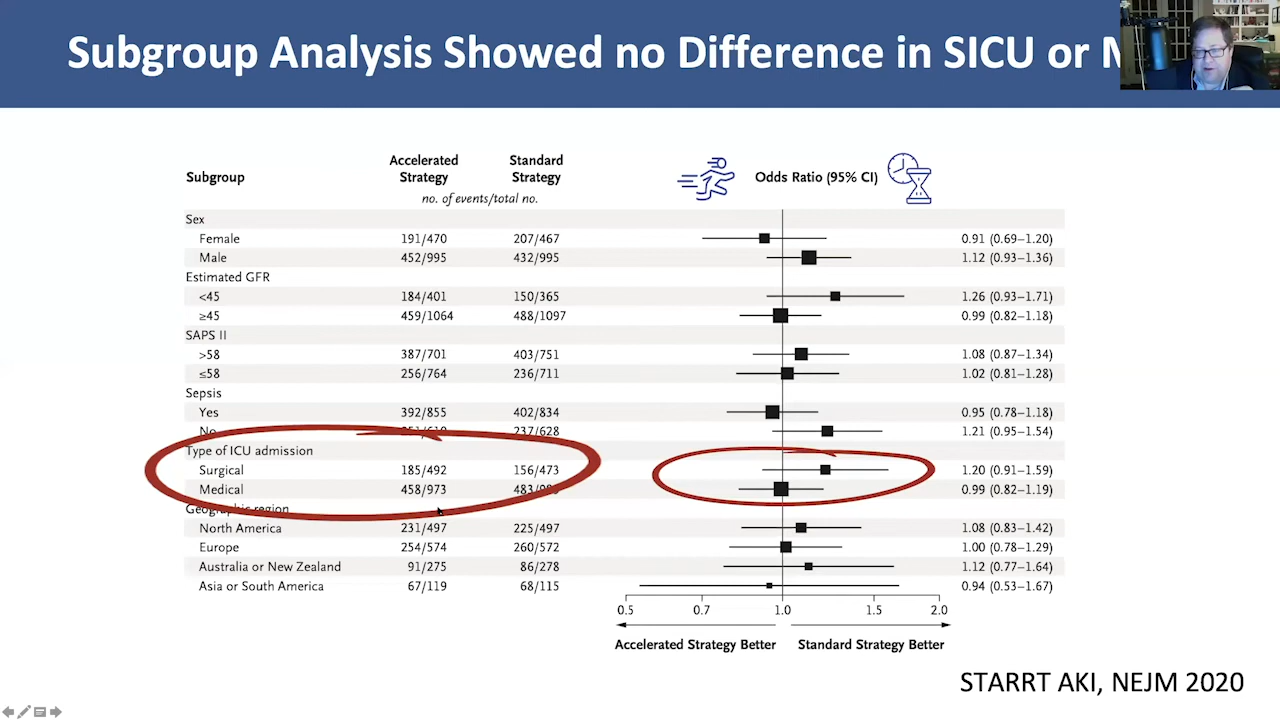 Subgroup Analysis Showed no Difference in SICU or
Accelerated Strategy Standard Strategy
Subgroup Odds Ratio (95% CI)
no. of events/total no.
Sex
Female 191/470 207/467 0.91 (0.69–1.20)
Male 452/995 432/995 1.12 (0.93–1.36)
Estimated GFR
<45 184/401 150/365 1.26 (0.93–1.71)
≥45 459/1064 488/1097 0.99 (0.82–1.18)
SAPS II
>58 387/701 403/751 1.08 (0.87–1.34)
≤58 256/764 236/711 1.02 (0.81–1.28)
Sepsis
Yes 392/855 402/834 0.95 (0.78–1.18)
No 237/628 1.21 (0.95–1.54)
Type of ICU admission
Surgical 185/492 156/473 1.20 (0.91–1.59)
Medical 458/973 0.99 (0.82–1.19)
Geographic region
North America 231/497 225/497 1.08 (0.83–1.42)
Europe 254/574 260/572 1.00 (0.78–1.29)
Australia or New Zealand 91/275 86/278 1.12 (0.77–1.64)
Asia or South America 67/119 68/115 0.94 (0.53–1.67)
0.5 0.7 1.0 1.5 2.0
Accelerated Strategy Better Standard Strategy Better
STARRT AKI, NEJM 2020